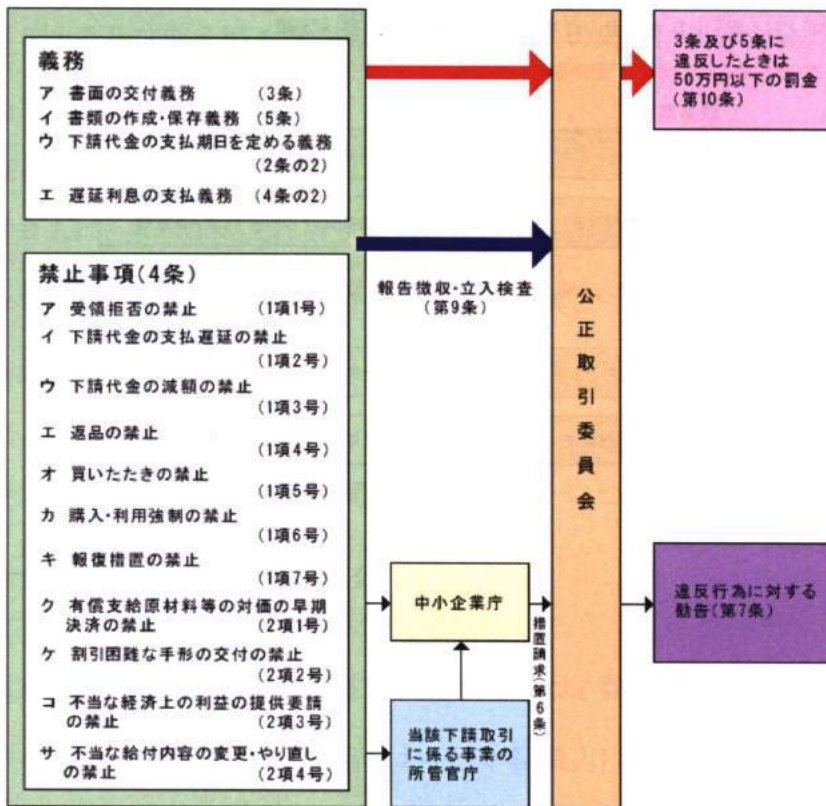 義務
ア 書面の交付義務 (3条)
イ 書類の作成・保存義務 (5条)
ウ 下請代金の支払期日を定める義務
(2条の2)
エ 遅延利息の支払義務 (4条の2)
禁止事項(4条)
ア 受領拒否の禁止 (1項1号)
イ 下請代金の支払遅延の禁止
(1項2号)
ウ 下請代金の減額の禁止
(1項3号)
エ 返品の禁止
(1項4号)
オ 買いたたきの禁止
(1項5号)
カ 購入・利用強制の禁止
(1項6号)
キ 報復措置の禁止
(1項7号)
ク 有償支給原材料等の対価の早期
決済の禁止 (2項1号)
ケ 割引困難な手形の交付の禁止
(2項2号)
コ 不当な経済上の利益の提供要請
の禁止 (2項3号)
サ 不当な給付内容の変更・やり直し
の禁止 (2項4号)
報告徴収・立入検査
(第9条)
中小企業庁
当該下請取引
に係る事業の
所管官庁
措置請求(第6条)
公正取引委員会
3条及び5条に
違反したときは
50万円以下の罰金
(第10条)
違反行為に対する
勧告(第7条)